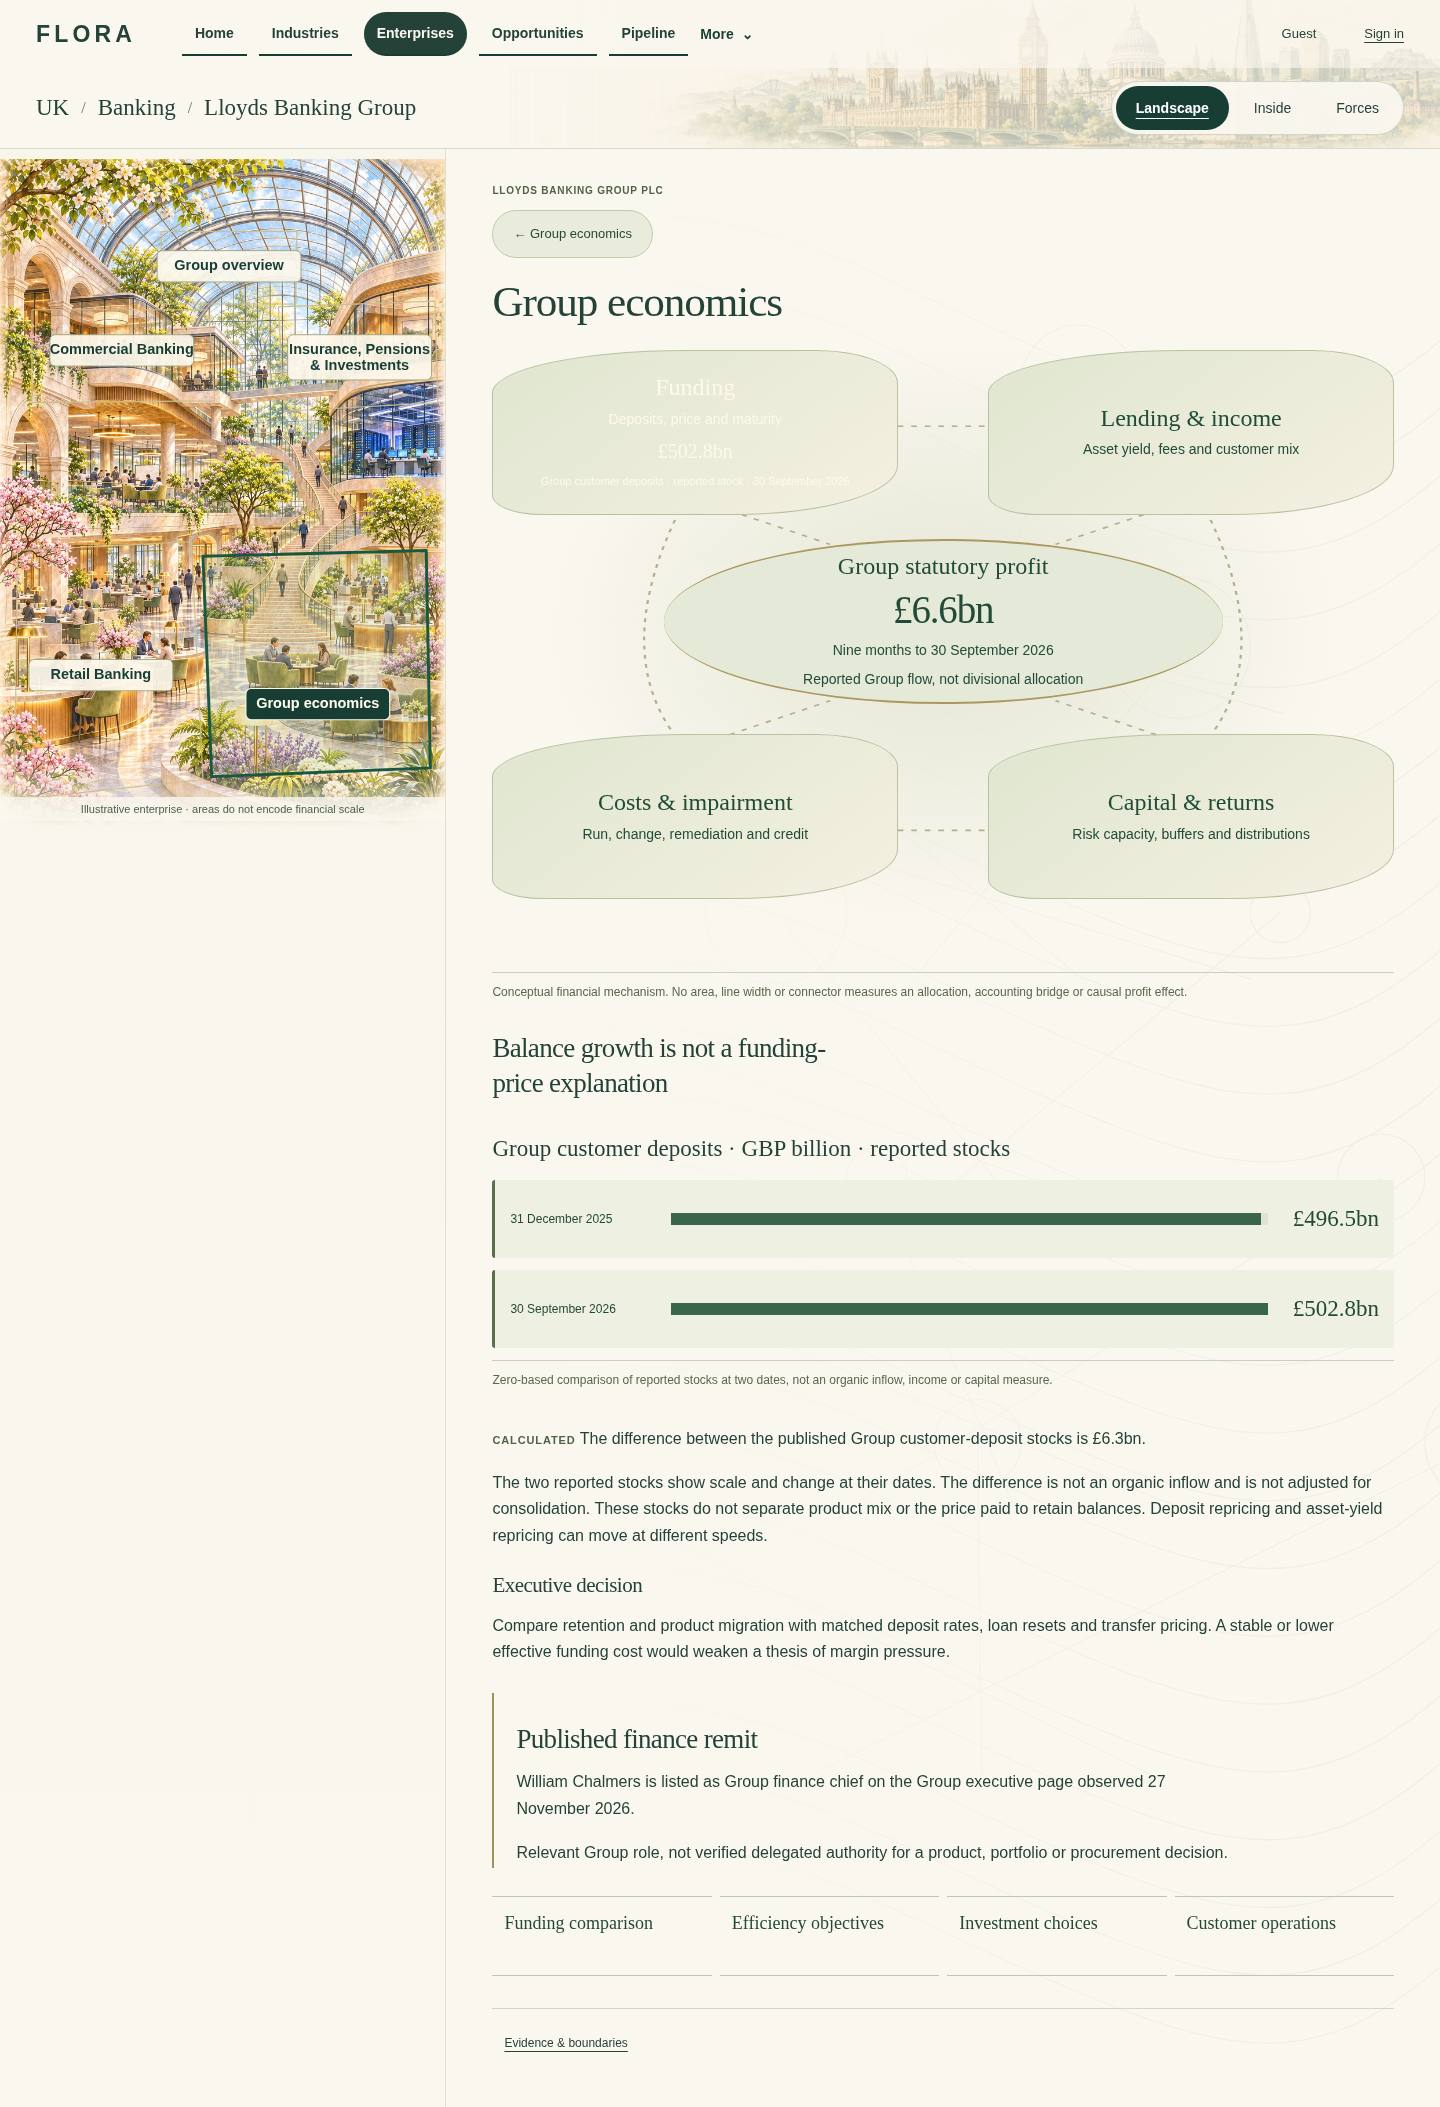 FLORA
Home
Industries
Enterprises
Opportunities
Pipeline
More
Guest
Sign in
UK / Banking / Lloyds Banking Group
Landscape
Inside
Forces
Group overview
Commercial Banking
Insurance, Pensions
& Investments
Retail Banking
Group economics
Illustrative enterprise · areas do not encode financial scale
LLOYDS BANKING GROUP PLC
← Group economics
Group economics
Funding
Deposits, price and maturity
£502.8bn
Group customer deposits · reported stock · 30 September 2026
Lending & income
Asset yield, fees and customer mix
Group statutory profit
£6.6bn
Nine months to 30 September 2026
Reported Group flow, not divisional allocation
Costs & impairment
Run, change, remediation and credit
Capital & returns
Risk capacity, buffers and distributions
Conceptual financial mechanism. No area, line width or connector measures an allocation, accounting bridge or causal profit effect.
Balance growth is not a funding-
price explanation
Group customer deposits · GBP billion · reported stocks
31 December 2025
£496.5bn
30 September 2026
£502.8bn
Zero-based comparison of reported stocks at two dates, not an organic inflow, income or capital measure.
CALCULATED The difference between the published Group customer-deposit stocks is £6.3bn.
The two reported stocks show scale and change at their dates. The difference is not an organic inflow and is not adjusted for
consolidation. These stocks do not separate product mix or the price paid to retain balances. Deposit repricing and asset-yield
repricing can move at different speeds.
Executive decision
Compare retention and product migration with matched deposit rates, loan resets and transfer pricing. A stable or lower
effective funding cost would weaken a thesis of margin pressure.
Published finance remit
William Chalmers is listed as Group finance chief on the Group executive page observed 27
November 2026.
Relevant Group role, not verified delegated authority for a product, portfolio or procurement decision.
Funding comparison
Efficiency objectives
Investment choices
Customer operations
Evidence & boundaries